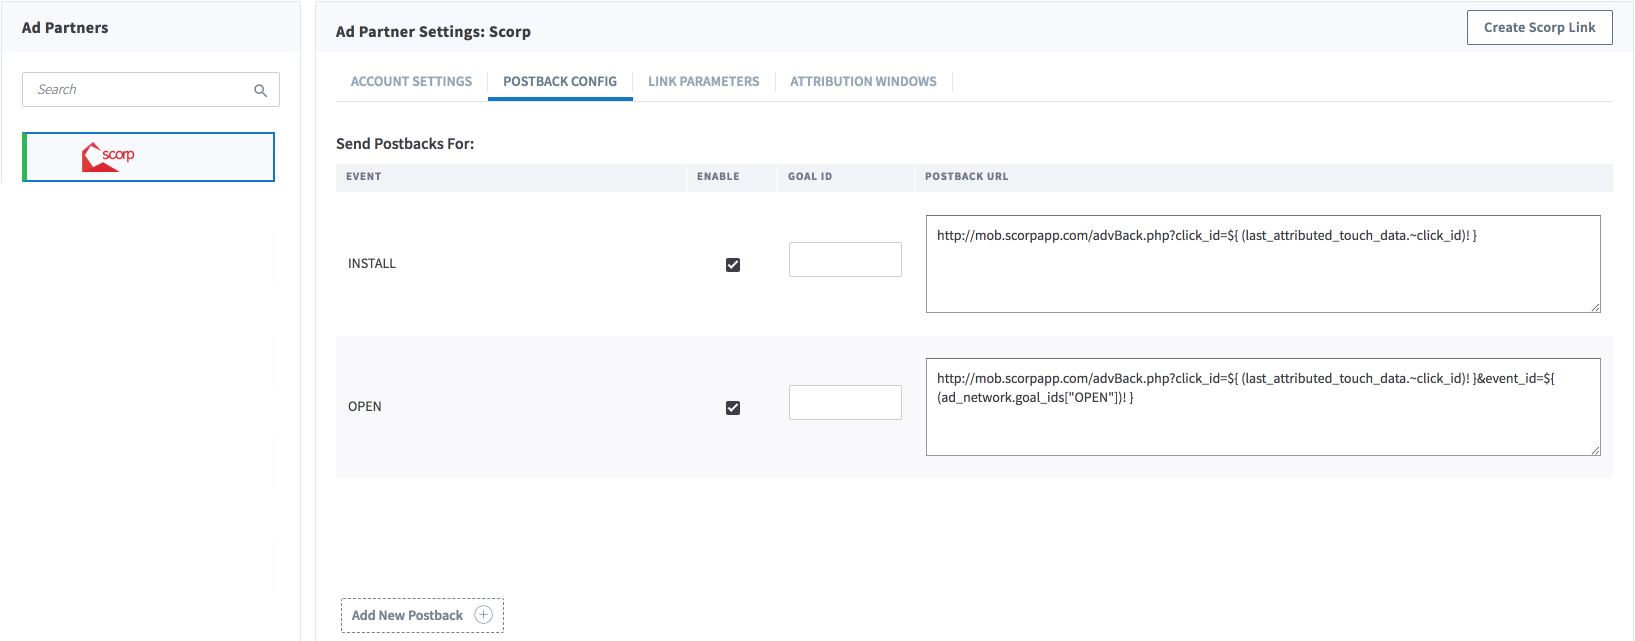 Ad Partners
Search
scorp
Ad Partner Settings: Scorp
Create Scorp Link
ACCOUNT SETTINGS
POSTBACK CONFIG
LINK PARAMETERS
ATTRIBUTION WINDOWS
Send Postbacks For:
EVENT ENABLE GOAL ID POSTBACK URL
INSTALL
http://mob.scorpapp.com/advBack.php?click_id=${ (last_attributed_touch_data.~click_id)! }
OPEN
http://mob.scorpapp.com/advBack.php?click_id=${ (last_attributed_touch_data.~click_id)! }&event_id=${
(ad_network.goal_ids["OPEN"])! }
Add New Postback